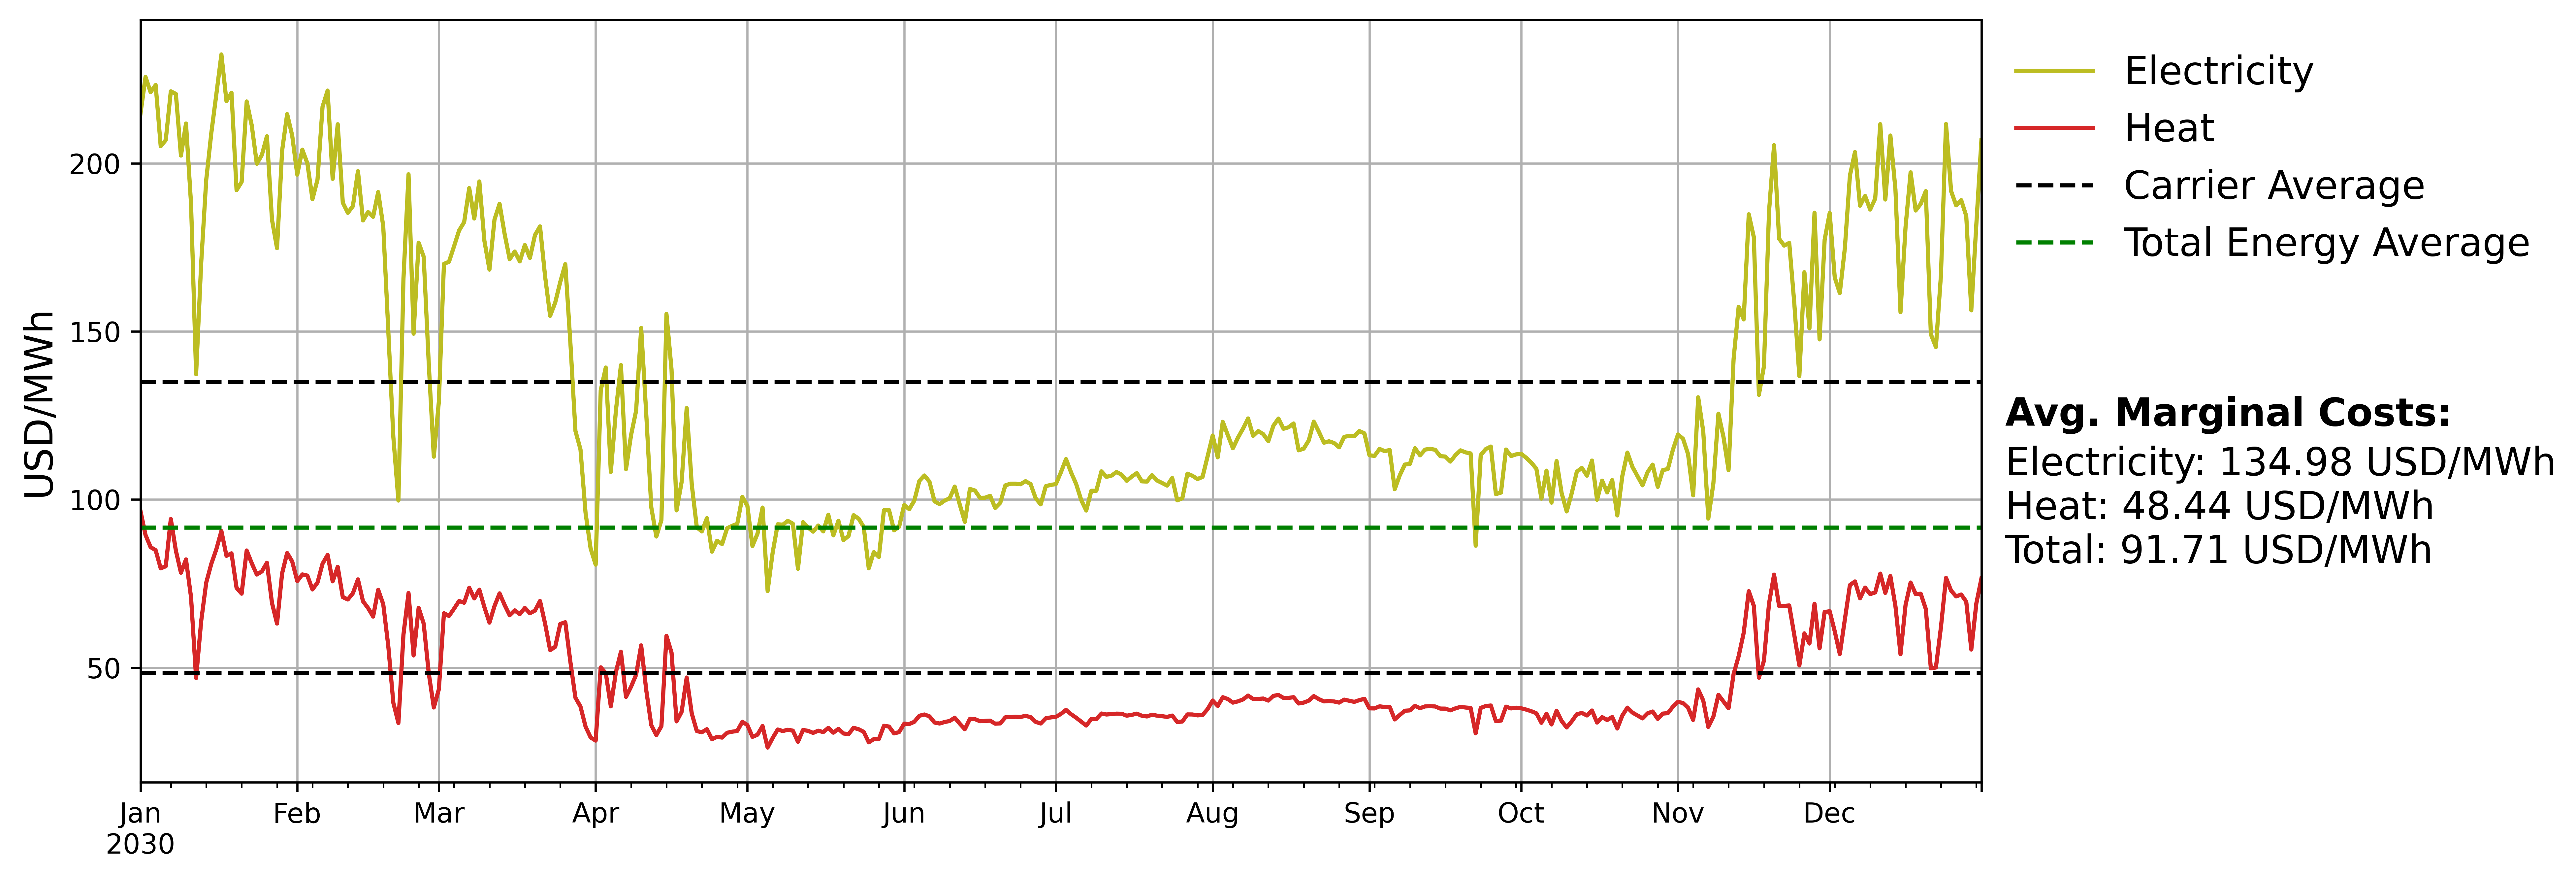 USD/MWh
200
150
100
50
Jan Feb Mar Apr May Jun Jul Aug Sep Oct Nov Dec
2030
Electricity
Heat
Carrier Average
Total Energy Average
Avg. Marginal Costs:
Electricity: 134.98 USD/MWh
Heat: 48.44 USD/MWh
Total: 91.71 USD/MWh